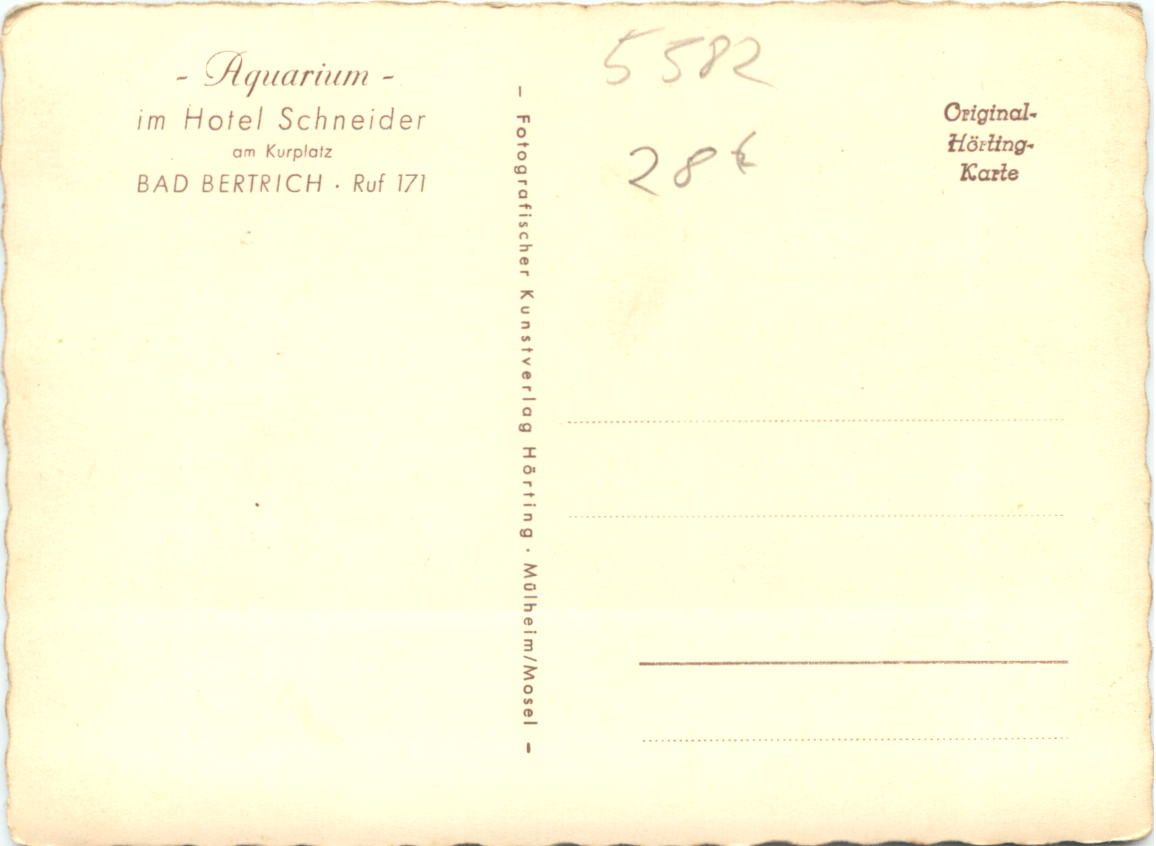 - Aquarium -
im Hotel Schneider
am Kurplatz
BAD BERTRICH · Ruf 171
- Fotografischer Kunstverlag Hörting · Mülheim/Mosel -
5582
28 €
Original-
Hörting-
Karte